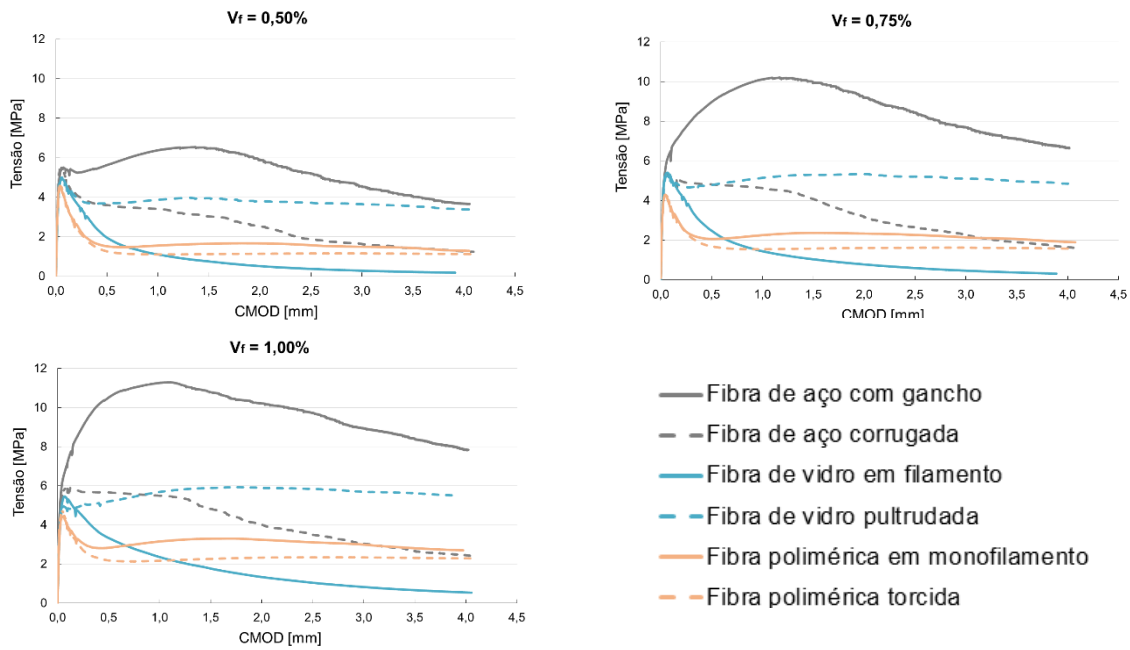 Vf = 0,50%
Tensão [MPa]
12
10
8
6
4
2
0
0,0 0,5 1,0 1,5 2,0 2,5 3,0 3,5 4,0 4,5
CMOD [mm]
Vf = 0,75%
Tensão [MPa]
12
10
8
6
4
2
0
0,0 0,5 1,0 1,5 2,0 2,5 3,0 3,5 4,0 4,5
CMOD [mm]
Vf = 1,00%
Tensão [MPa]
12
10
8
6
4
2
0
0,0 0,5 1,0 1,5 2,0 2,5 3,0 3,5 4,0 4,5
CMOD [mm]
Fibra de aço com gancho
Fibra de aço corrugada
Fibra de vidro em filamento
Fibra de vidro pultrudada
Fibra polimérica em monofilamento
Fibra polimérica torcida